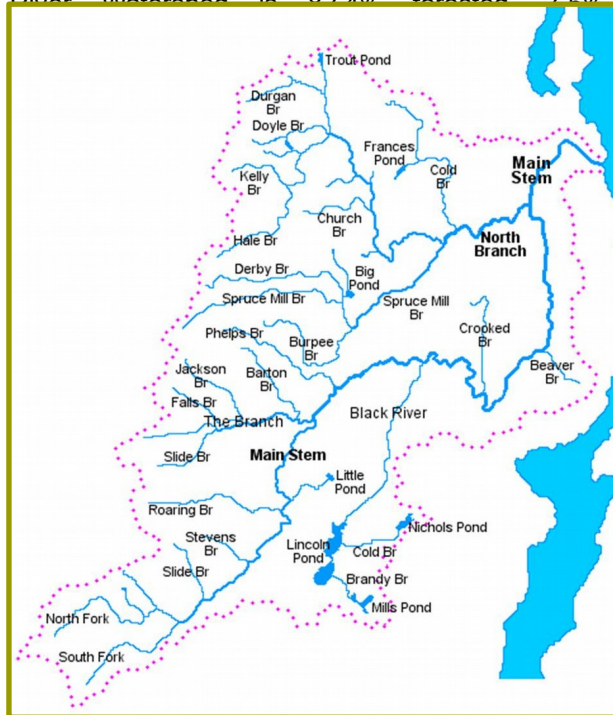 Trout Pond
Durgan
Br
Doyle Br
Frances
Pond
Cold
Br
Main
Stem
Kelly
Br
Church
Br
North
Branch
Hale Br
Derby Br
Big
Pond
Spruce Mill Br
Spruce Mill
Br
Phelps Br
Burpee
Br
Crooked
Br
Jackson
Br
Barton
Br
Beaver
Br
Falls Br
The Branch
Black River
Slide Br
Main Stem
Little
Pond
Roaring Br
Stevens
Br
Nichols Pond
Lincoln
Pond
Cold Br
Slide Br
Brandy Br
Mills Pond
North Fork
South Fork